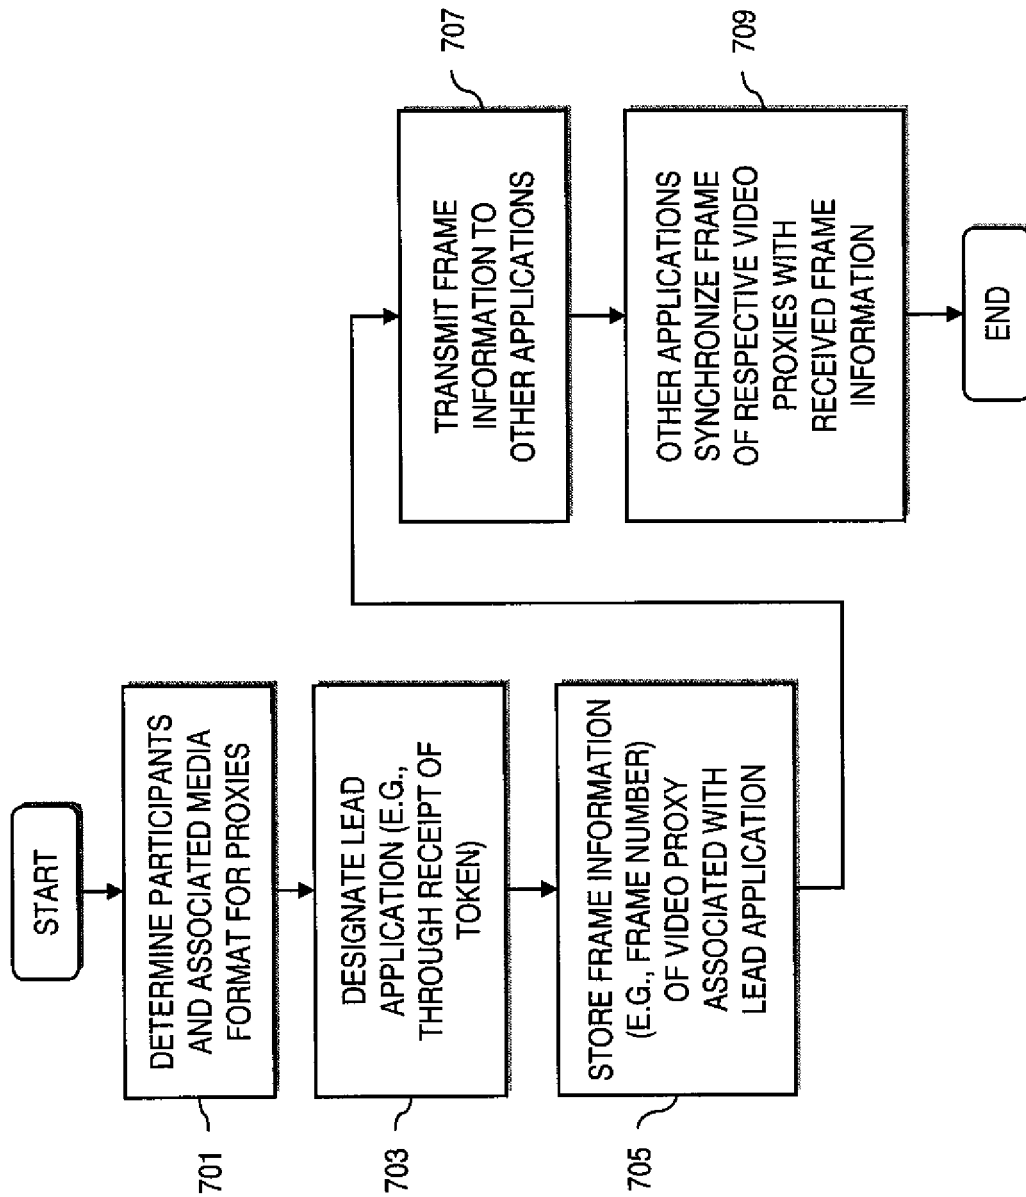 START
DETERMINE PARTICIPANTS
AND ASSOCIATED MEDIA
FORMAT FOR PROXIES
701
DESIGNATE LEAD
APPLICATION (E.G.,
THROUGH RECEIPT OF
TOKEN)
703
STORE FRAME INFORMATION
(E.G., FRAME NUMBER)
OF VIDEO PROXY
ASSOCIATED WITH
LEAD APPLICATION
705
TRANSMIT FRAME
INFORMATION TO
OTHER APPLICATIONS
707
OTHER APPLICATIONS
SYNCHRONIZE FRAME
OF RESPECTIVE VIDEO
PROXIES WITH
RECEIVED FRAME
INFORMATION
709
END